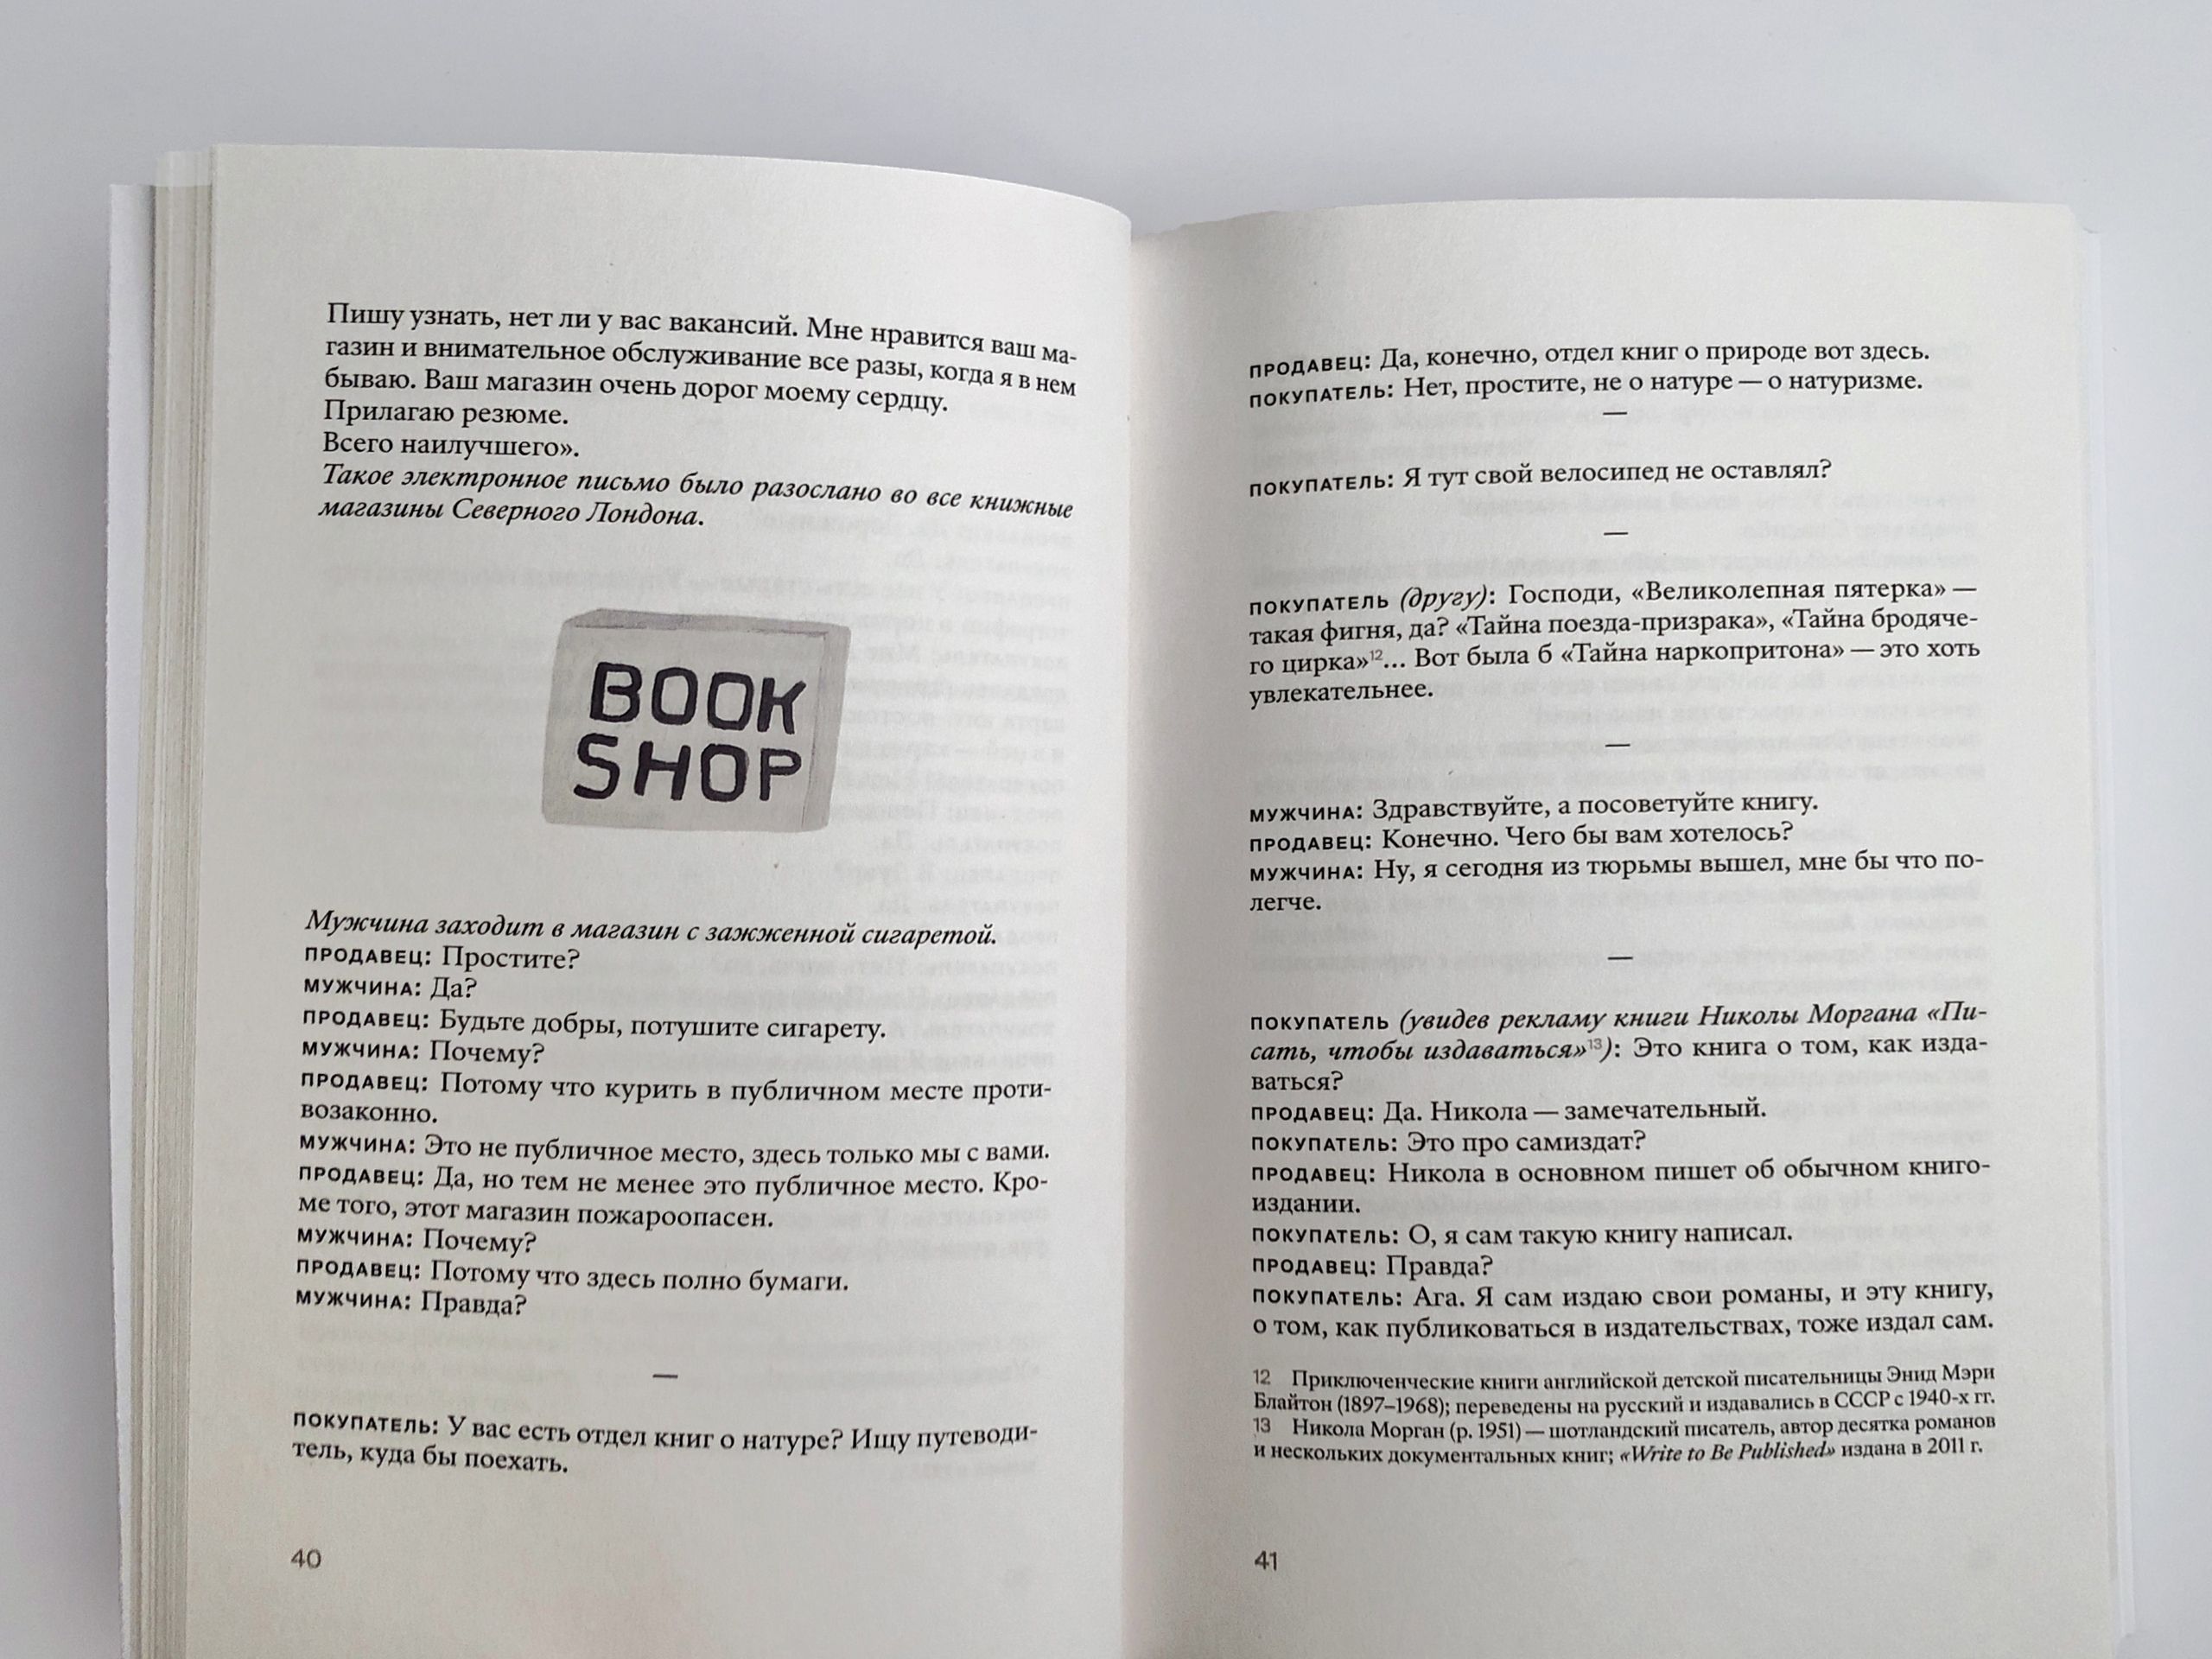 Пишу узнать, нет ли у вас вакансий. Мне нравится ваш ма-
газин и внимательное обслуживание все разы, когда я в нем
бываю. Ваш магазин очень дорог моему сердцу.
Прилагаю резюме.
Всего наилучшего».
Такое электронное письмо было разослано во все книжные
магазины Северного Лондона.
BOOK
SHOP
Мужчина заходит в магазин с зажженной сигаретой.
ПРОДАВЕЦ: Простите?
МУЖЧИНА: Да?
ПРОДАВЕЦ: Будьте добры, потушите сигарету.
МУЖЧИНА: Почему?
ПРОДАВЕЦ: Потому что курить в публичном месте проти-
возаконно.
МУЖЧИНА: Это не публичное место, здесь только мы с вами.
ПРОДАВЕЦ: Да, но тем не менее это публичное место. Кро-
ме того, этот магазин пожароопасен.
МУЖЧИНА: Почему?
ПРОДАВЕЦ: Потому что здесь полно бумаги.
МУЖЧИНА: Правда?
—
ПОКУПАТЕЛЬ: У вас есть отдел книг о натуре? Ищу путеводи-
тель, куда бы поехать.
40
ПРОДАВЕЦ: Да, конечно, отдел книг о природе вот здесь.
ПОКУПАТЕЛЬ: Нет, простите, не о натуре — о натуризме.
—
ПОКУПАТЕЛЬ: Я тут свой велосипед не оставлял?
—
ПОКУПАТЕЛЬ (другу): Господи, «Великолепная пятерка» —
такая фигня, да? «Тайна поезда-призрака», «Тайна бродяче-
го цирка»12... Вот была б «Тайна наркопритона» — это хоть
увлекательнее.
—
МУЖЧИНА: Здравствуйте, а посоветуйте книгу.
ПРОДАВЕЦ: Конечно. Чего бы вам хотелось?
МУЖЧИНА: Ну, я сегодня из тюрьмы вышел, мне бы что по-
легче.
—
ПОКУПАТЕЛЬ (увидев рекламу книги Николы Моргана «Пи-
сать, чтобы издаваться»13): Это книга о том, как изда-
ваться?
ПРОДАВЕЦ: Да. Никола — замечательный.
ПОКУПАТЕЛЬ: Это про самиздат?
ПРОДАВЕЦ: Никола в основном пишет об обычном книго-
издании.
ПОКУПАТЕЛЬ: О, я сам такую книгу написал.
ПРОДАВЕЦ: Правда?
ПОКУПАТЕЛЬ: Ага. Я сам издаю свои романы, и эту книгу,
о том, как публиковаться в издательствах, тоже издал сам.
12 Приключенческие книги английской детской писательницы Энид Мэри
Блайтон (1897–1968); переведены на русский и издавались в СССР с 1940-х гг.
13 Никола Морган (р. 1951) — шотландский писатель, автор десятка романов
и нескольких документальных книг; «Write to Be Published» издана в 2011 г.
41